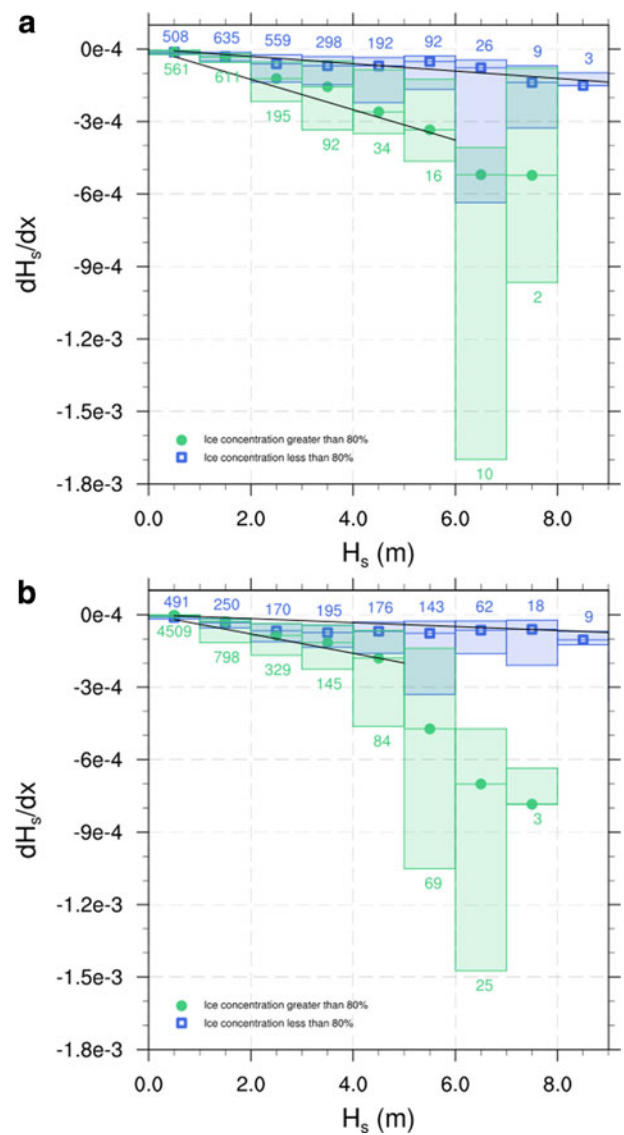 a
508 635 559 298 192 92 26 9 3
0e-4
561 611
195
-3e-4
92 34
16
dHs/dx
-6e-4
-9e-4
2
-1.2e-3
-1.5e-3
Ice concentration greater than 80%
Ice concentration less than 80%
10
-1.8e-3
0.0 2.0 4.0 6.0 8.0
Hs (m)
b
491 250 170 195 176 143 62 18 9
0e-4
4509 798 329 145
-3e-4
84
dHs/dx
-6e-4
3
-9e-4
69
-1.2e-3
-1.5e-3
25
Ice concentration greater than 80%
Ice concentration less than 80%
-1.8e-3
0.0 2.0 4.0 6.0 8.0
Hs (m)